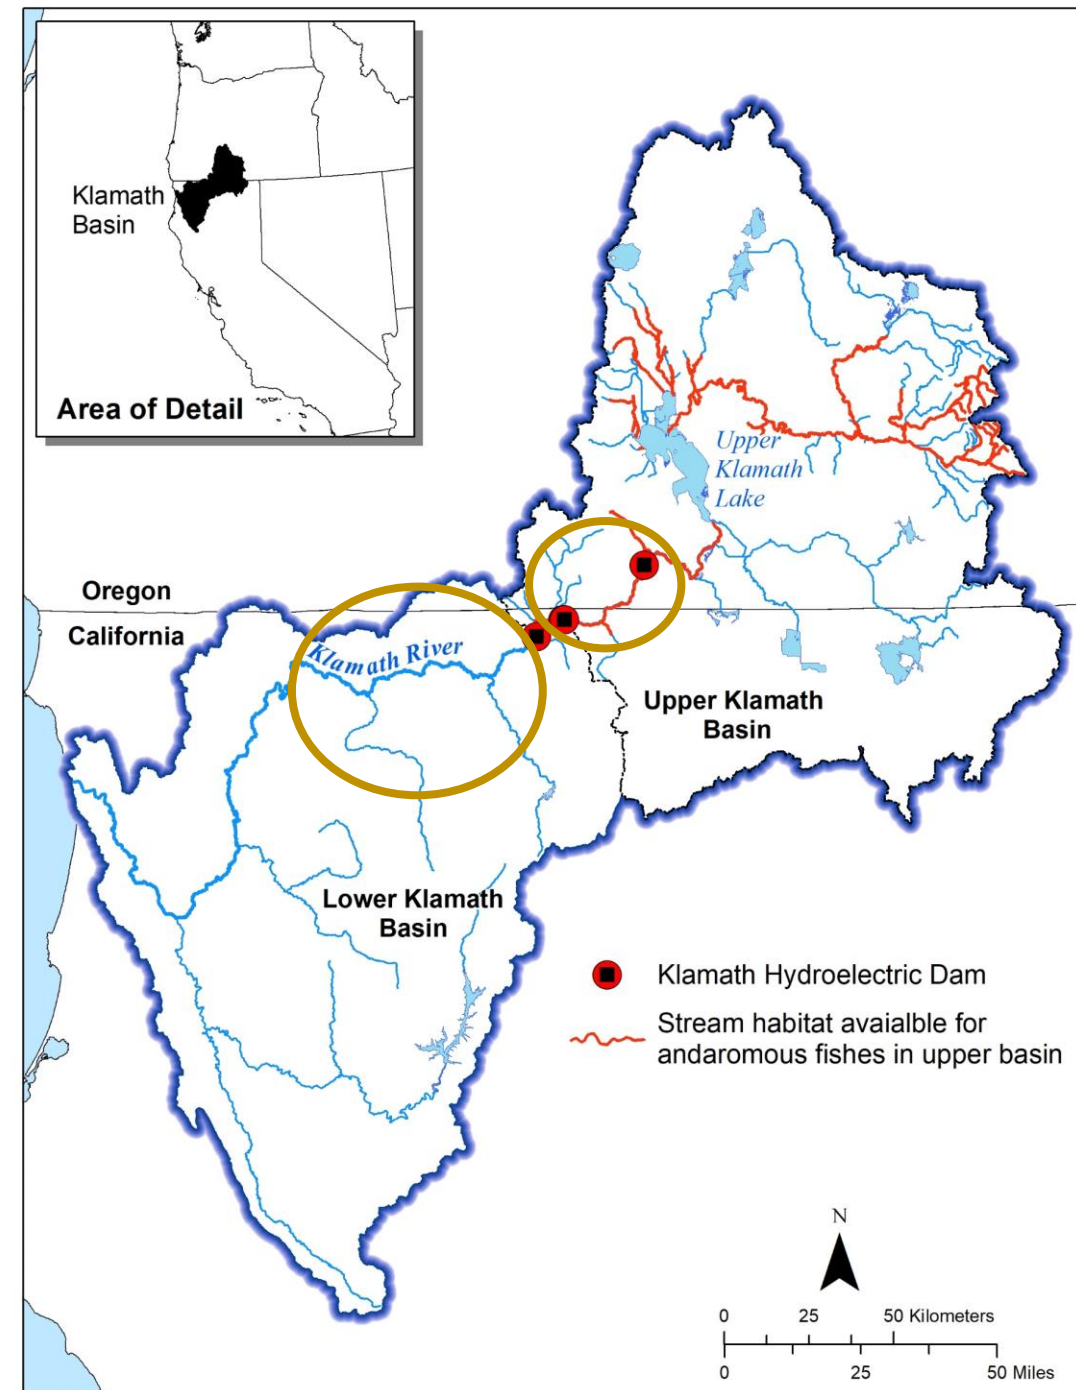 Klamath
Basin
Area of Detail
Upper
Klamath
Lake
Oregon
California
Klamath River
Upper Klamath
Basin
Lower Klamath
Basin
Klamath Hydroelectric Dam
Stream habitat avaialble for
andaromous fishes in upper basin
N
0 25 50 Kilometers
0 25 50 Miles